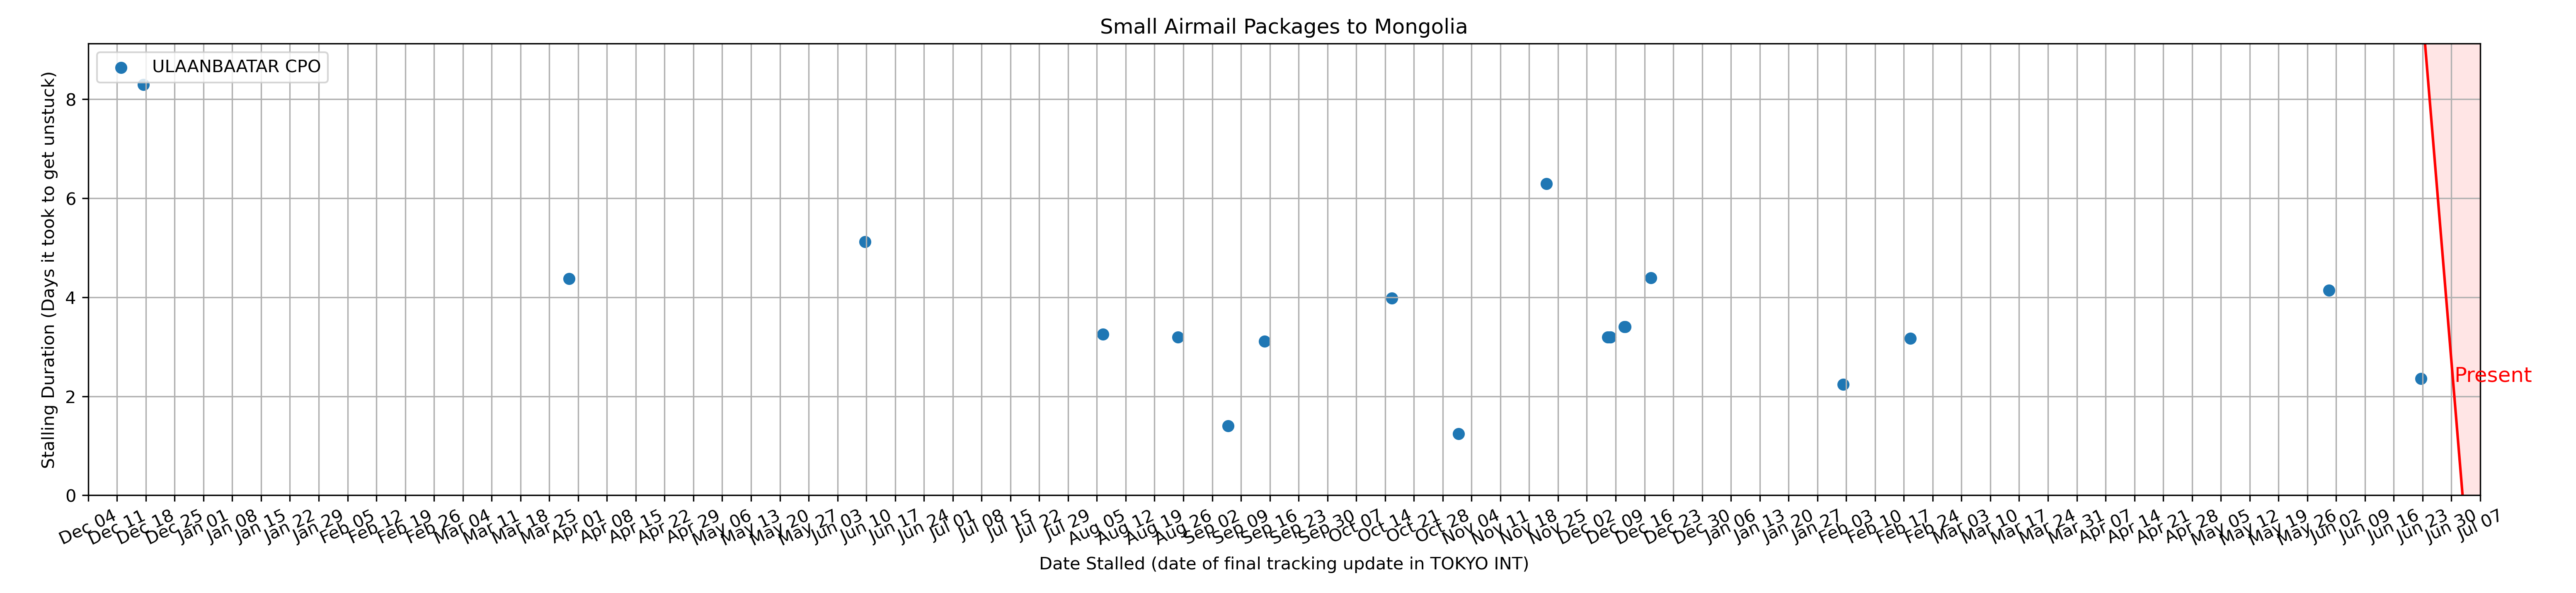 Small Airmail Packages to Mongolia
ULAANBAATAR CPO
Stalling Duration (Days it took to get unstuck)
8
6
4
2
0
Present
Dec 04 Dec 11 Dec 18 Dec 25 Jan 01 Jan 08 Jan 15 Jan 22 Jan 29 Feb 05 Feb 12 Feb 19 Feb 26 Mar 04 Mar 11 Mar 18 Mar 25 Apr 01 Apr 08 Apr 15 Apr 22 Apr 29 May 06 May 13 May 20 May 27 Jun 03 Jun 10 Jun 17 Jun 24 Jul 01 Jul 08 Jul 15 Jul 22 Jul 29 Aug 05 Aug 12 Aug 19 Aug 26 Sep 02 Sep 09 Sep 16 Sep 23 Sep 30 Oct 07 Oct 14 Oct 21 Oct 28 Nov 04 Nov 11 Nov 18 Nov 25 Dec 02 Dec 09 Dec 16 Dec 23 Dec 30 Jan 06 Jan 13 Jan 20 Jan 27 Feb 03 Feb 10 Feb 17 Feb 24 Mar 03 Mar 10 Mar 17 Mar 24 Mar 31 Apr 07 Apr 14 Apr 21 Apr 28 May 05 May 12 May 19 May 26 Jun 02 Jun 09 Jun 16 Jun 23 Jun 30 Jul 07
Date Stalled (date of final tracking update in TOKYO INT)